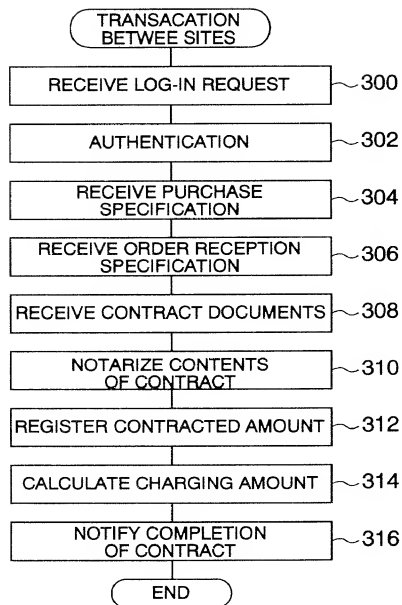 TRANSACATION
BETWEE SITES
RECEIVE LOG-IN REQUEST 300
AUTHENTICATION 302
RECEIVE PURCHASE
SPECIFICATION 304
RECEIVE ORDER RECEPTION
SPECIFICATION 306
RECEIVE CONTRACT DOCUMENTS 308
NOTARIZE CONTENTS
OF CONTRACT 310
REGISTER CONTRACTED AMOUNT 312
CALCULATE CHARGING AMOUNT 314
NOTIFY COMPLETION
OF CONTRACT 316
END